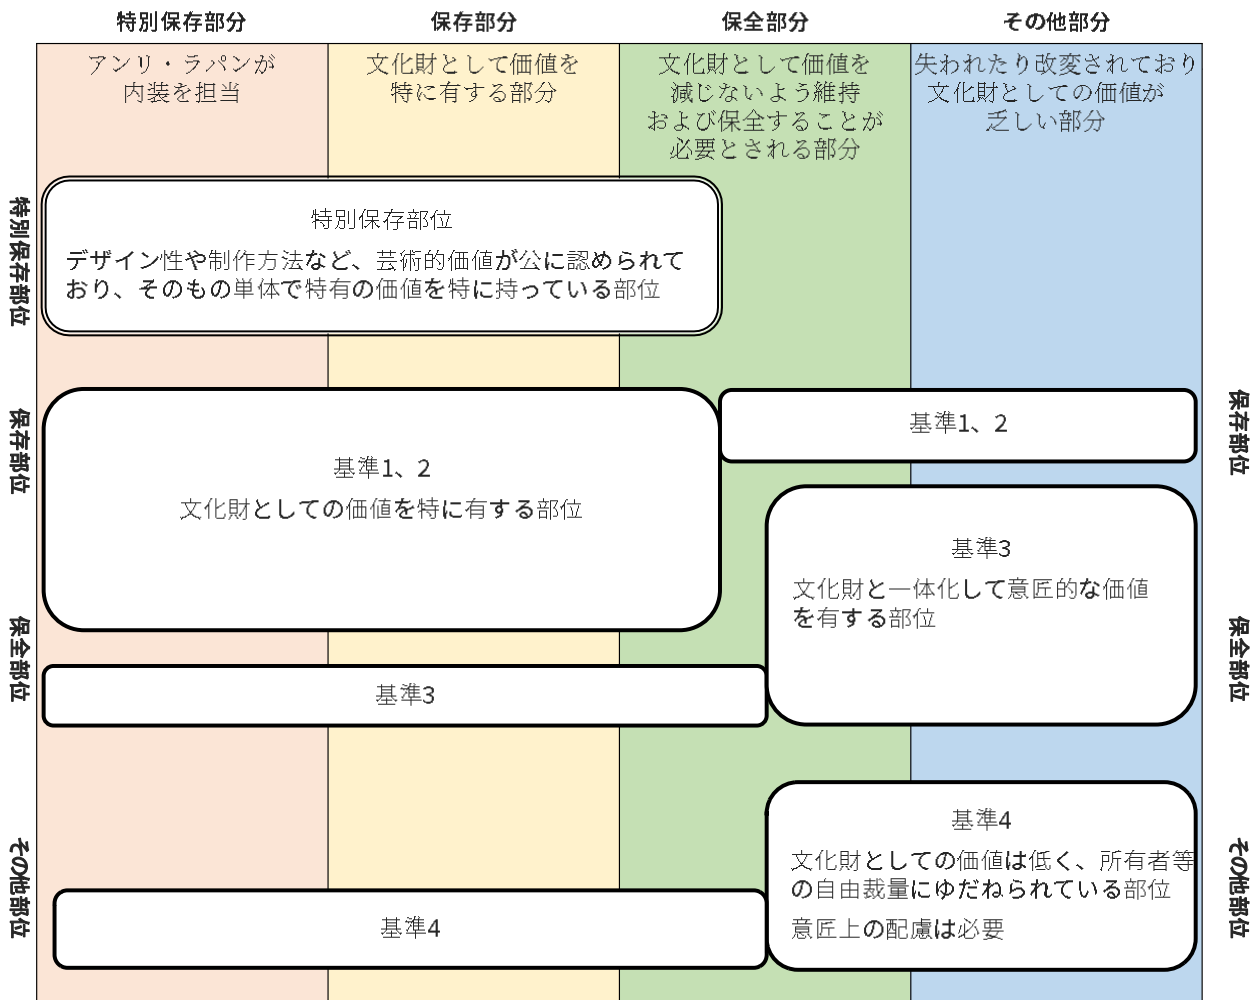 特別保存部分
保存部分
保全部分
その他部分
アンリ・ラパンが
内装を担当
文化財として価値を
特に有する部分
文化財として価値を
減じないよう維持
および保全することが
必要とされる部分
失われたり改変されており
文化財としての価値が
乏しい部分
特別保存部位
特別保存部位
デザイン性や制作方法など、芸術的価値が公に認められて
おり、そのもの単体で特有の価値を特に持っている部位
保存部位
基準1、2
文化財としての価値を特に有する部位
基準1、2
保存部位
基準3
文化財と一体化して意匠的な価値
を有する部位
保全部位
基準3
保全部位
基準4
文化財としての価値は低く、所有者等
の自由裁量にゆだねられている部位
意匠上の配慮は必要
その他部位
基準4
その他部位